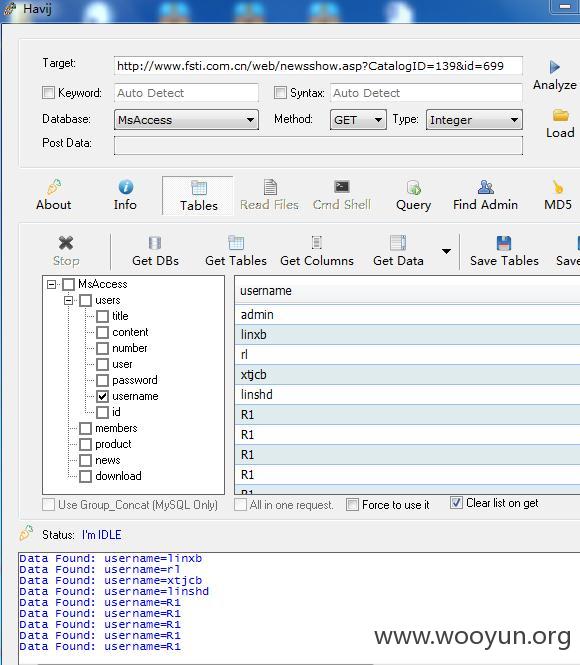 Havij
Target: http://www.fsti.com.cn/web/newsshow.asp?CatalogID=139&id=699
Analyze
Keyword: Auto Detect Syntax: Auto Detect
Database: MsAccess Method: GET Type: Integer
Load
Post Data:
About Info Tables Read Files Cmd Shell Query Find Admin MD5
Stop Get DBs Get Tables Get Columns Get Data Save Tables Save
MsAccess
users
title
content
number
user
password
username
id
members
product
news
download
username
admin
linxb
rl
xtjcb
linshd
R1
R1
R1
R1
R1
Use Group_Concat (MySQL Only) All in one request. Force to use it Clear list on get
Status: I'm IDLE
Data Found: username=linxb
Data Found: username=rl
Data Found: username=xtjcb
Data Found: username=linshd
Data Found: username=R1
Data Found: username=R1
Data Found: username=R1
Data Found: username=R1
Data Found: username=R1
www.wooyun.org